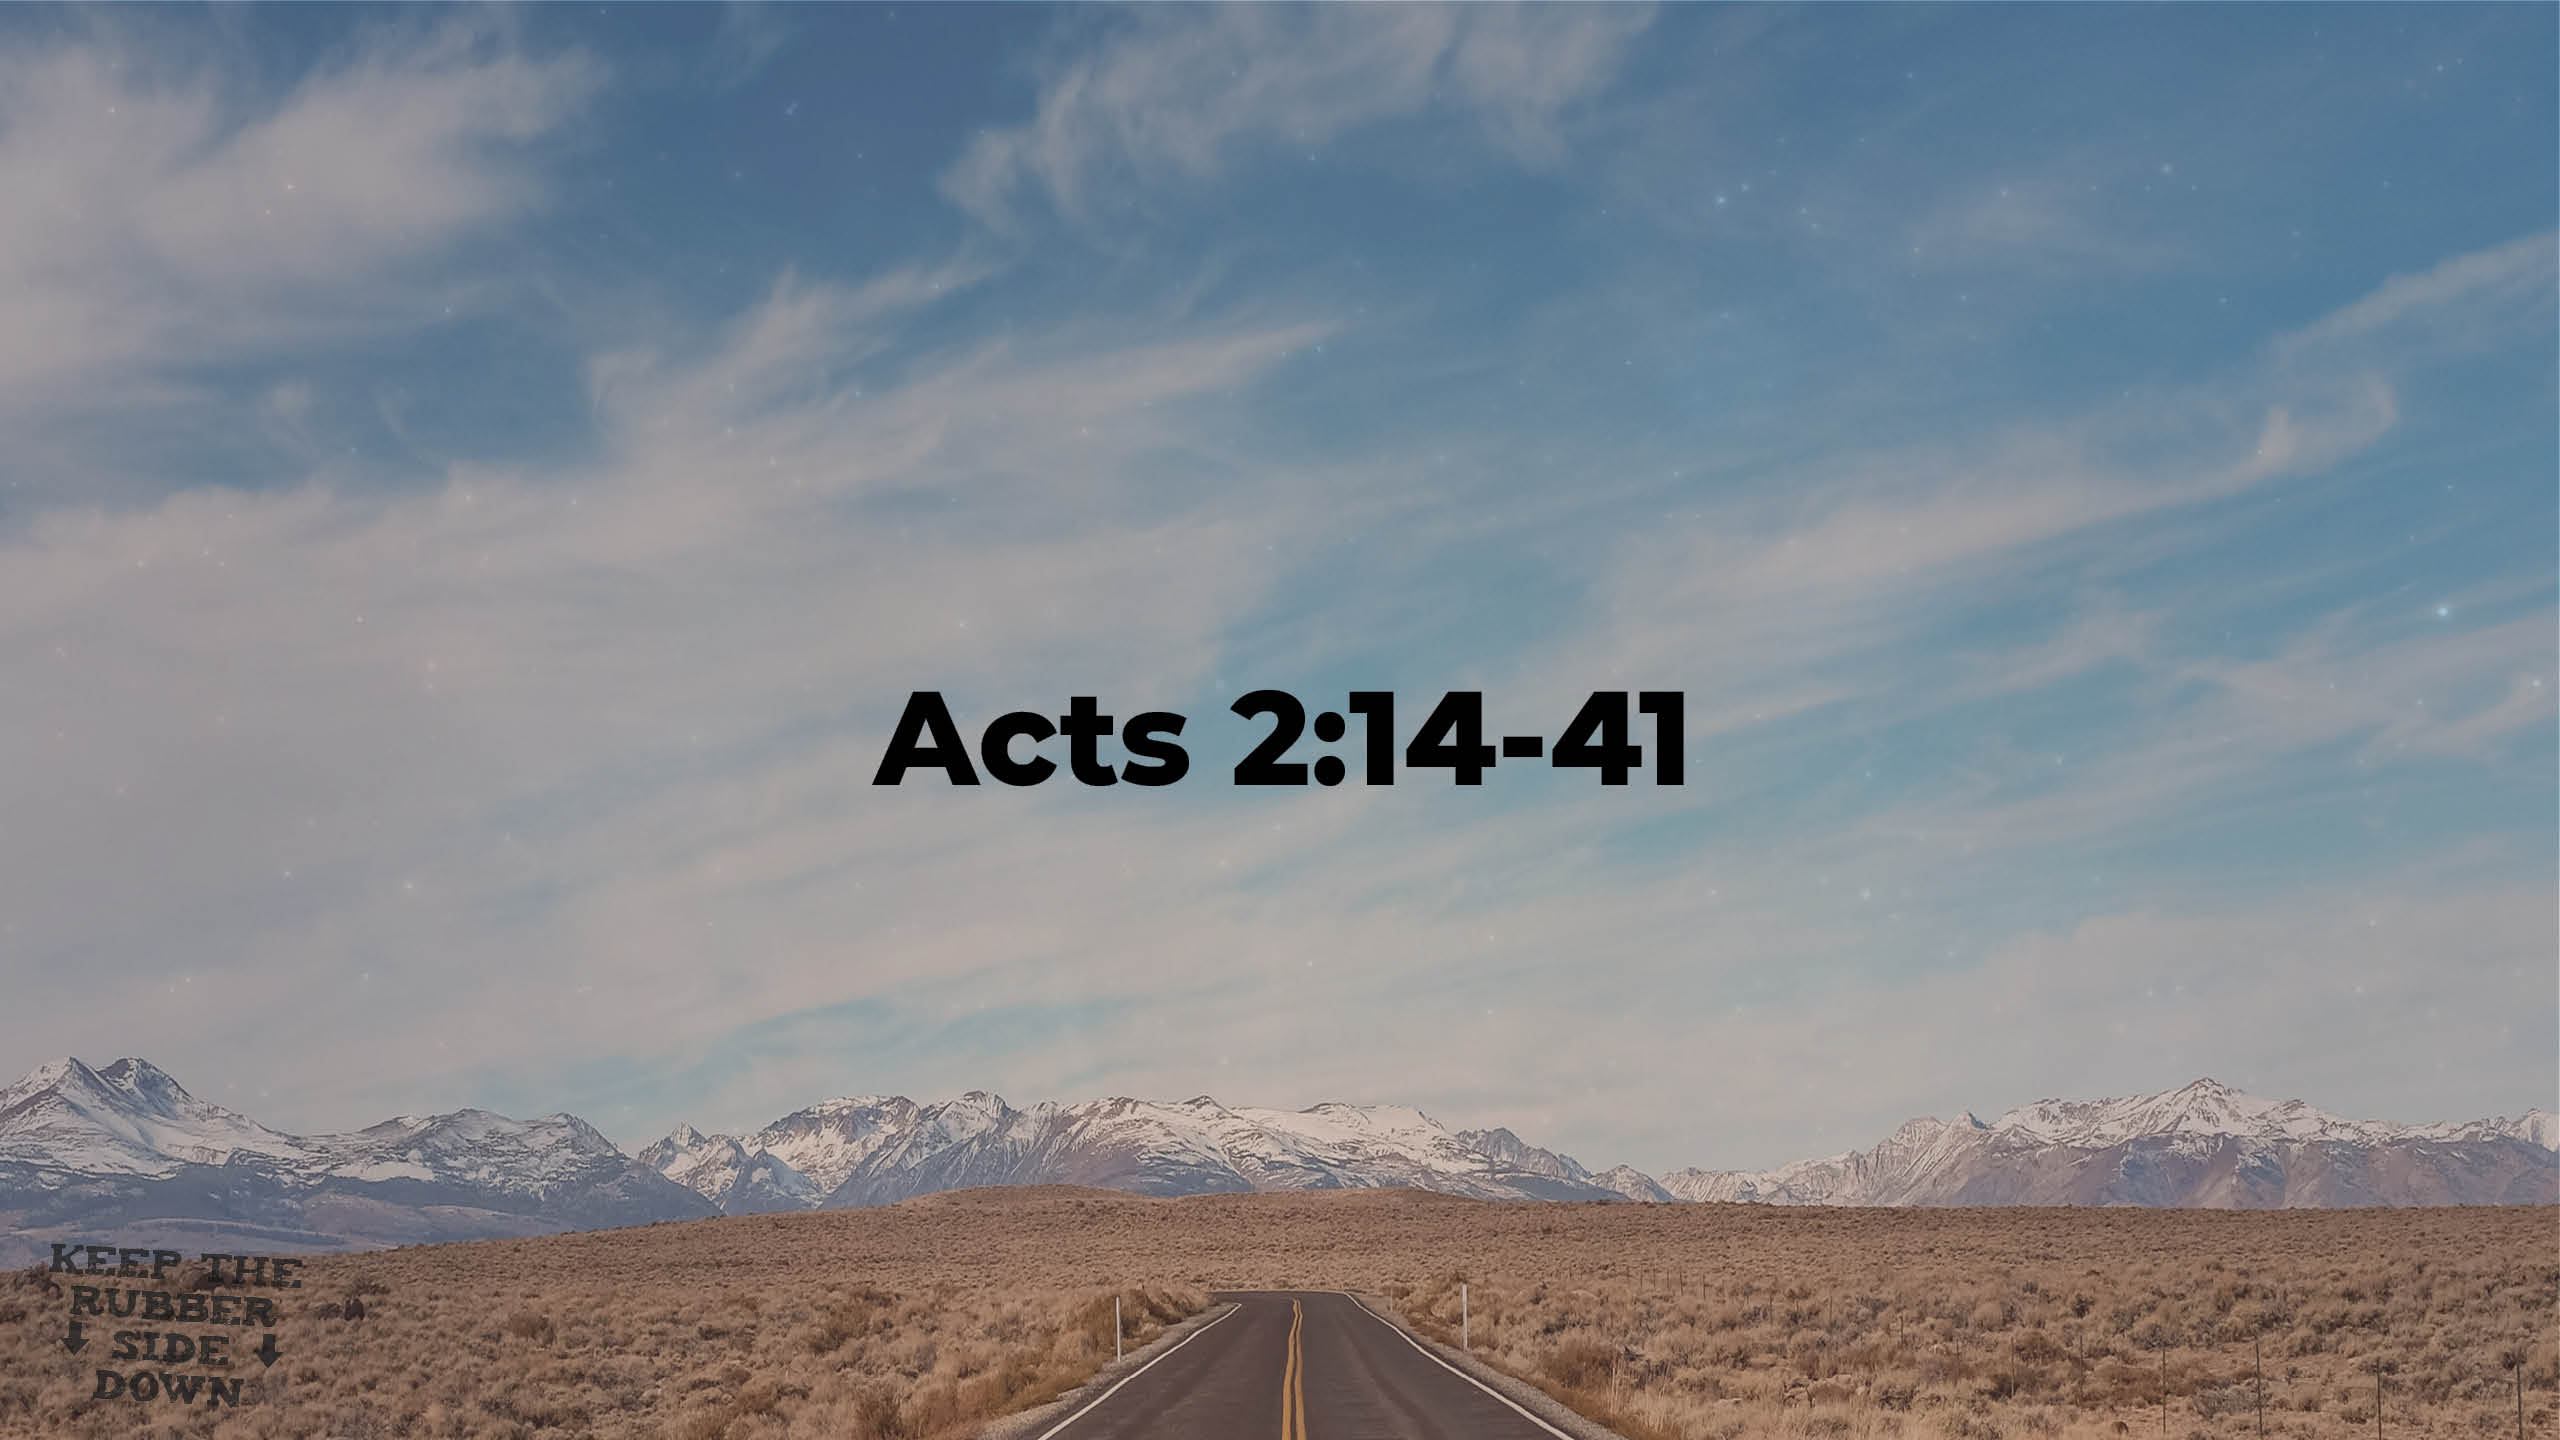 Acts 2:14-41
KEEP THE
RUBBER
SIDE
DOWN